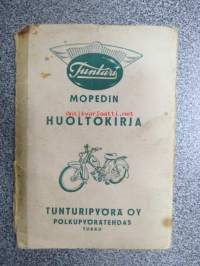 Tunturi
MOPEDIN
HUOLTOKIRJA
TUNTURIPYÖRÄ OY
POLKUPYÖRÄTEHDAS
TURKU